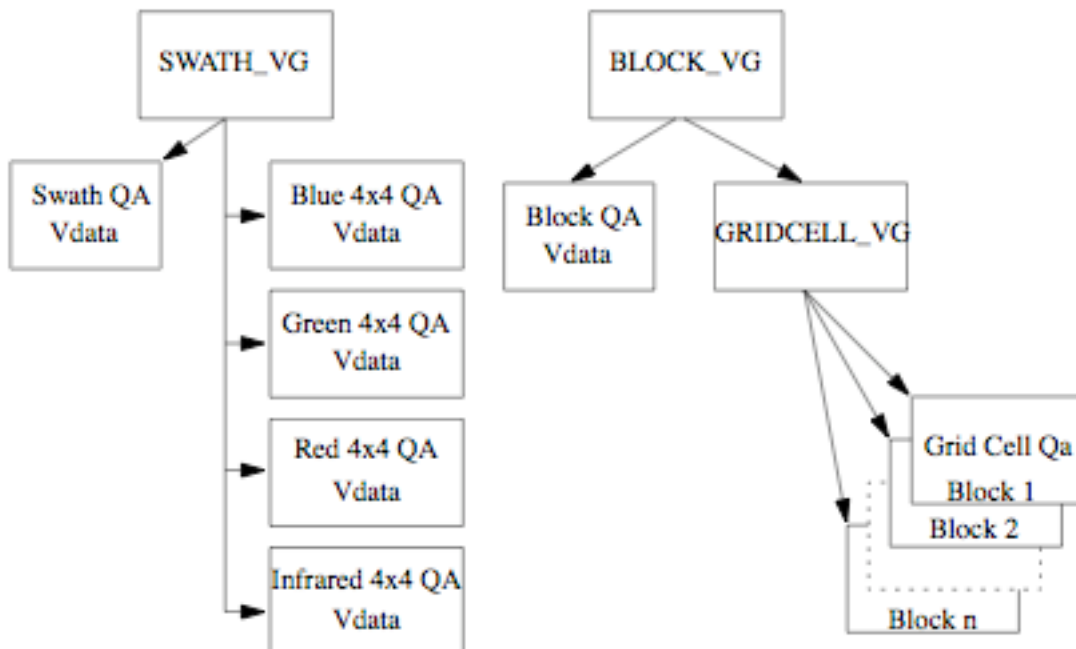 SWATH_VG
BLOCK_VG
Swath QA
Vdata
Blue 4x4 QA
Vdata
Block QA
Vdata
GRIDCELL_VG
Green 4x4 QA
Vdata
Red 4x4 QA
Vdata
Grid Cell Qa
Block 1
Block 2
Infrared 4x4 QA
Vdata
Block n